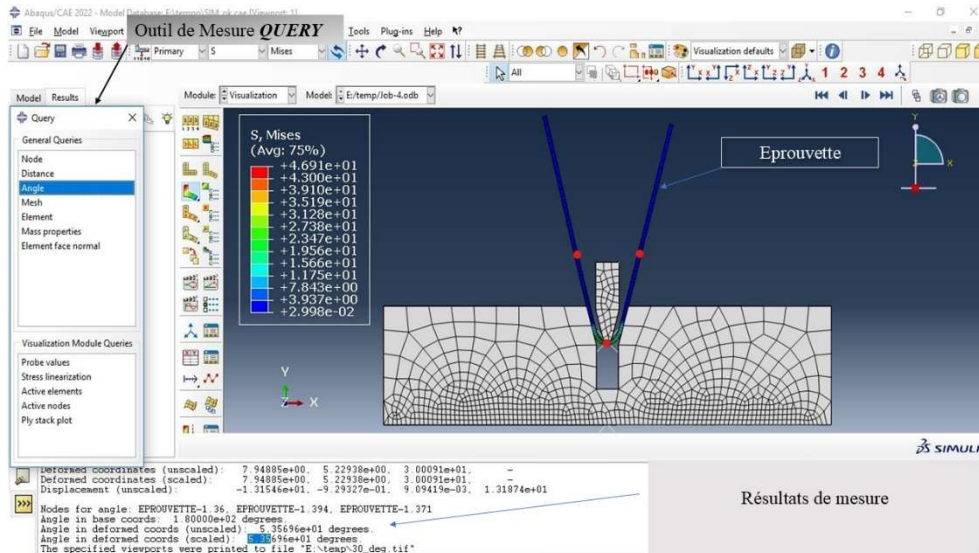 Abaqus/CAE 2022 - Model Database: E:\tempo\SIM_ok.cae [Viewport: 1]
Outil de Mesure QUERY
File Model Viewport Tools Plug-ins Help
Primary S Mises
Visualization defaults
All
1 2 3 4
Model Results
Module: Visualization Model: E:/temp/Job-4.odb
Query
General Queries
Node
Distance
Angle
Mesh
Element
Mass properties
Element face normal
Visualization Module Queries
Probe values
Stress linearization
Active elements
Active nodes
Ply stack plot
S, Mises
(Avg: 75%)
+4.691e+01
+4.300e+01
+3.910e+01
+3.519e+01
+3.128e+01
+2.738e+01
+2.347e+01
+1.956e+01
+1.566e+01
+1.175e+01
+7.843e+00
+3.937e+00
+2.998e-02
Eprouvette
Y
Z X
Y
Z X
SIMULI
Deformed coordinates (unscaled): 7.94885e+00, 5.22938e+00, 3.00091e+01, -
Deformed coordinates (scaled): 7.94885e+00, 5.22938e+00, 3.00091e+01, -
Displacement (unscaled): -1.31546e+01, -9.29327e-01, 9.09419e-03, 1.31874e+01
Nodes for angle: EPROUVETTE-1.36, EPROUVETTE-1.394, EPROUVETTE-1.371
Angle in base coords: 1.80000e+02 degrees.
Angle in deformed coords (unscaled): 5.35696e+01 degrees.
Angle in deformed coords (scaled): 5.35696e+01 degrees.
The specified viewports were printed to file "E:\temp\30_deg.tif"
Résultats de mesure